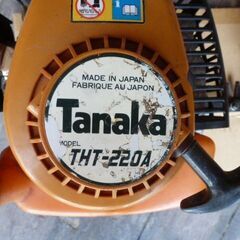 MADE IN JAPAN
FABRIQUE AU JAPON
Tanaka
MODEL
THT-220A